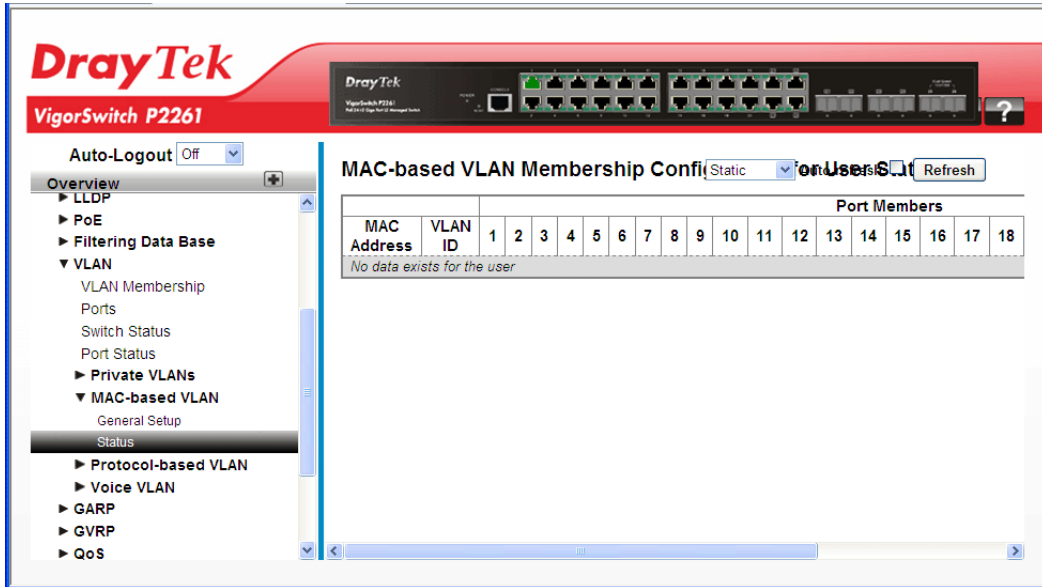 DrayTek
VigorSwitch P2261
DrayTek
VigorSwitch P2261
?
Auto-Logout Off
Overview
LLDP
PoE
Filtering Data Base
VLAN
VLAN Membership
Ports
Switch Status
Port Status
Private VLANs
MAC-based VLAN
General Setup
Status
Protocol-based VLAN
Voice VLAN
GARP
GVRP
QoS
MAC-based VLAN Membership Confi Static for User Stat Refresh
Port Members
MAC Address VLAN ID 1 2 3 4 5 6 7 8 9 10 11 12 13 14 15 16 17 18
No data exists for the user